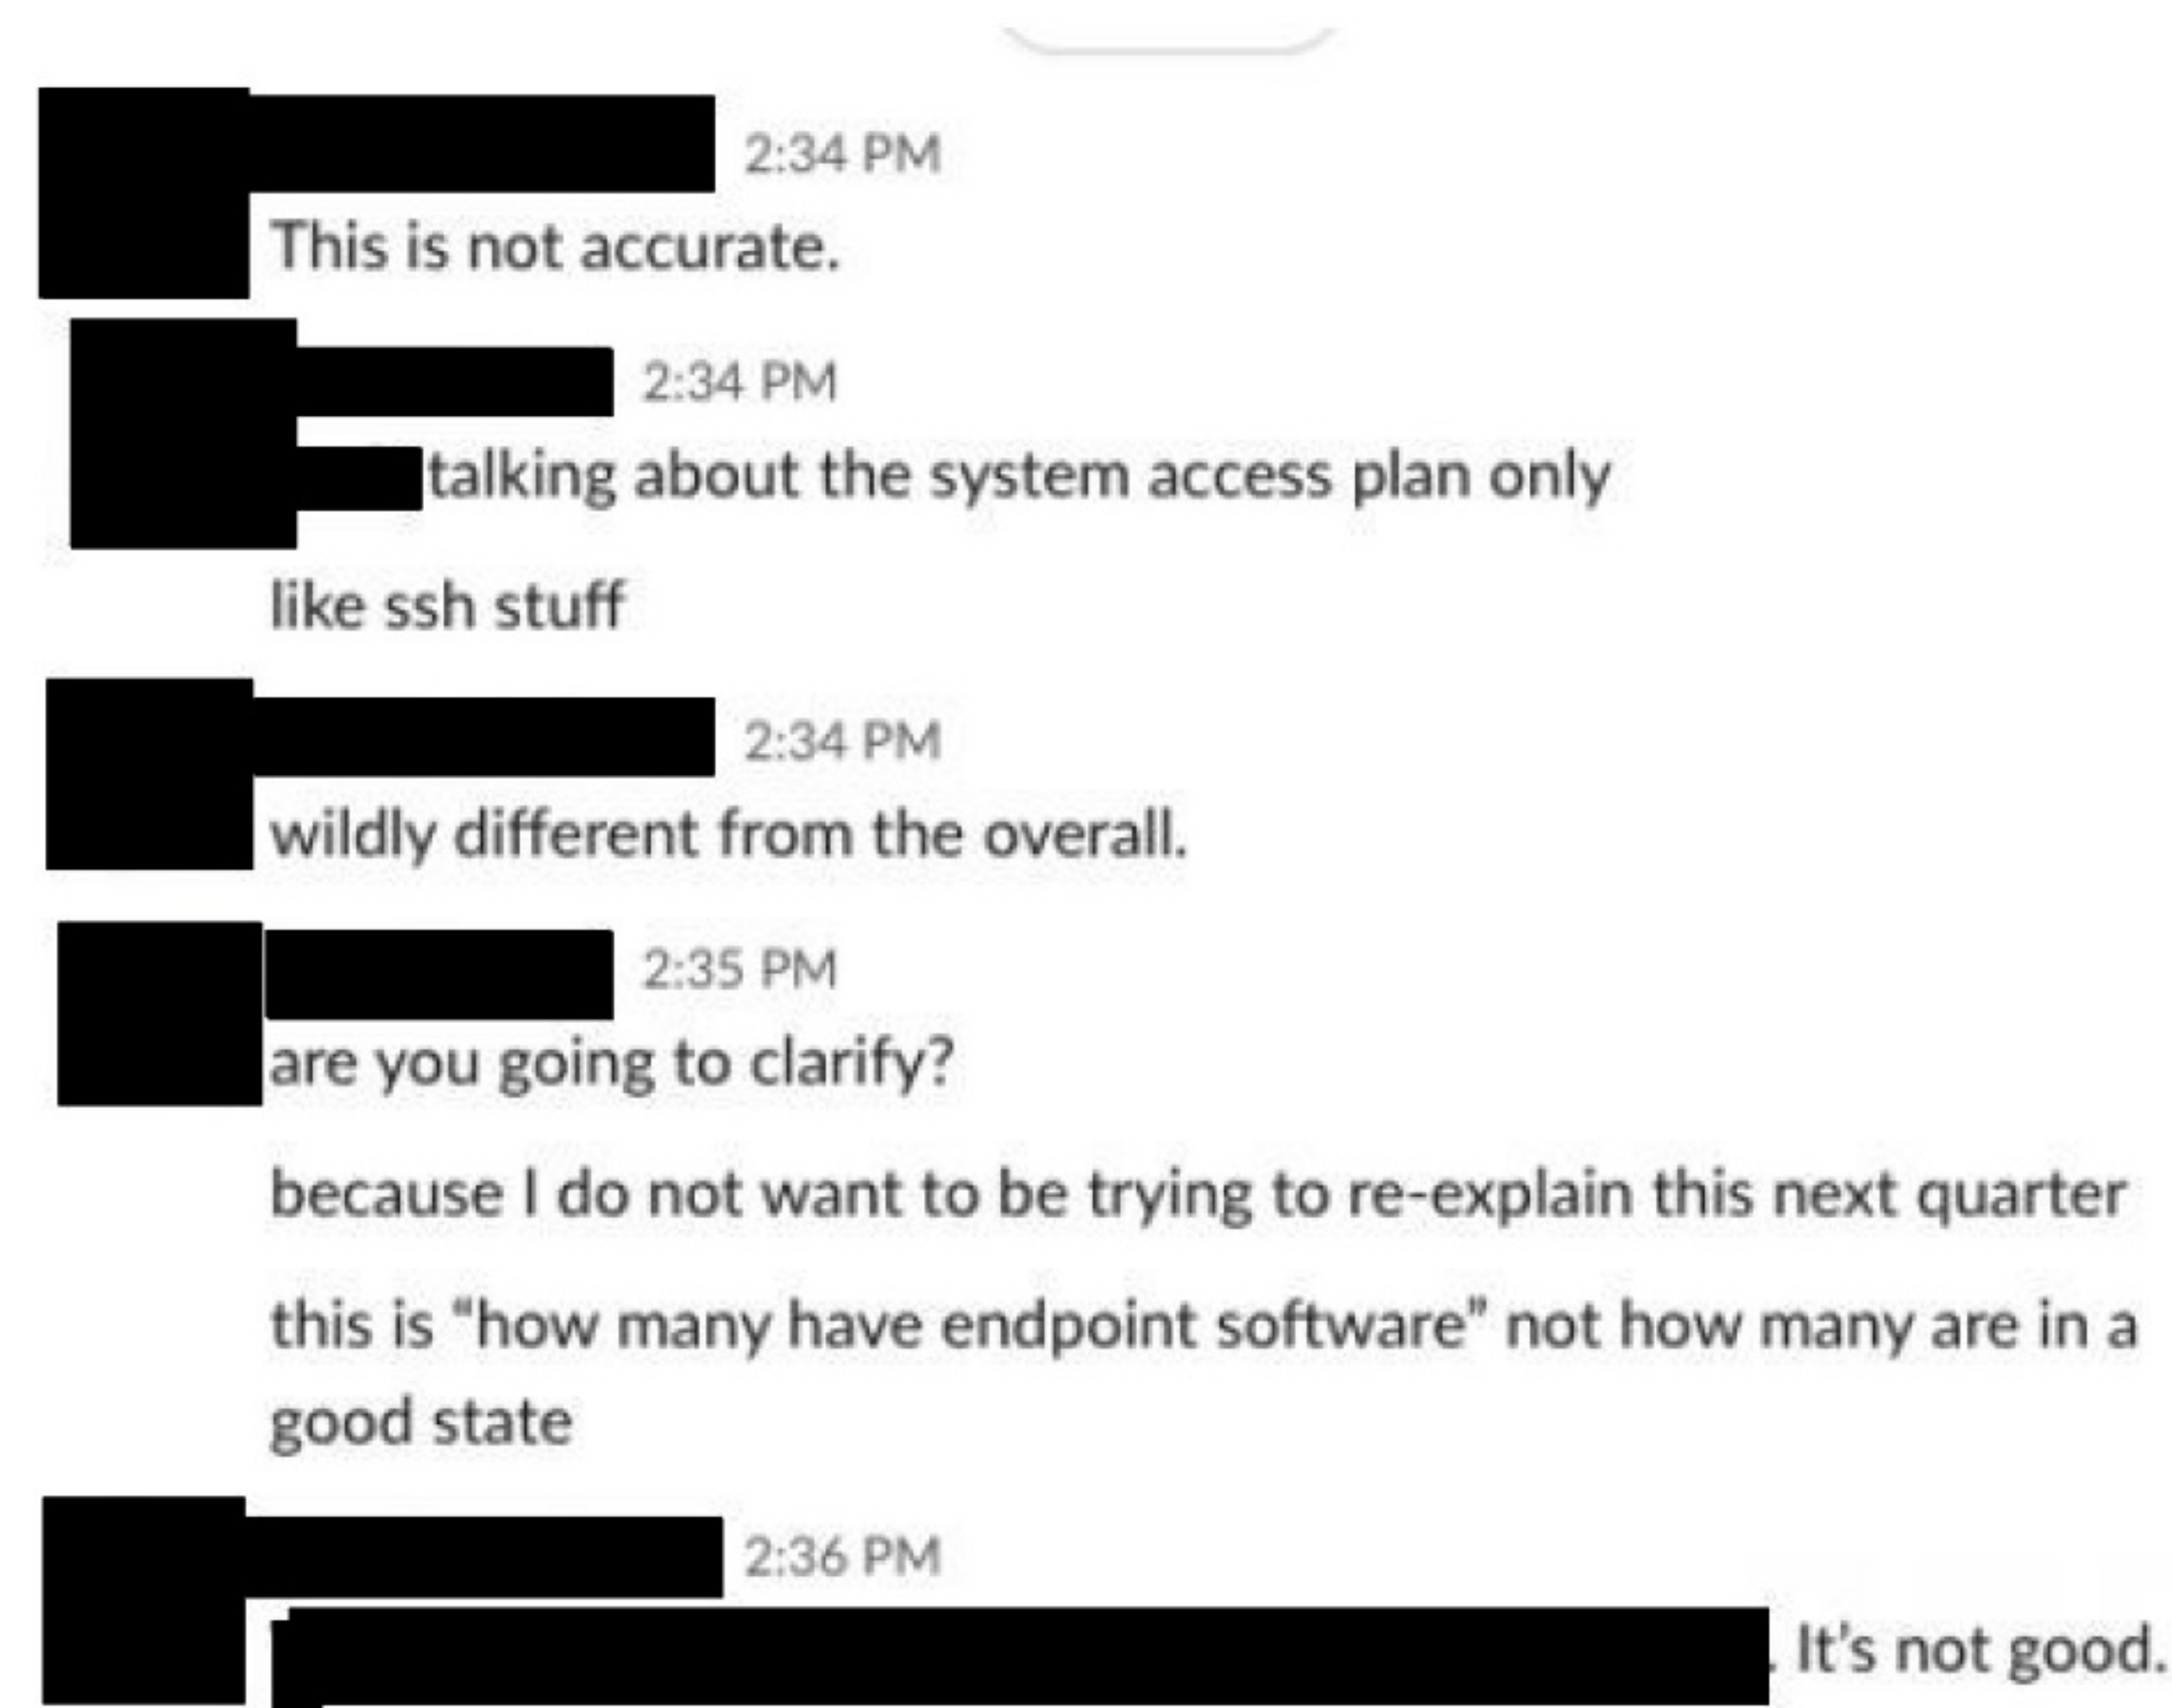 2:34 PM
This is not accurate.
2:34 PM
talking about the system access plan only
like ssh stuff
2:34 PM
wildly different from the overall.
2:35 PM
are you going to clarify?
because I do not want to be trying to re-explain this next quarter
this is “how many have endpoint software” not how many are in a
good state
2:36 PM
. It’s not good.